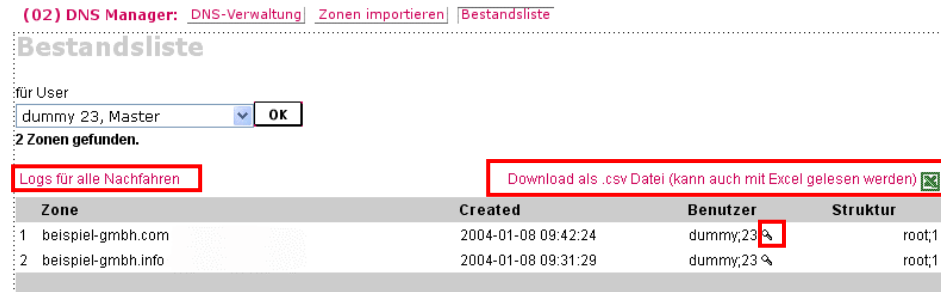 (02) DNS Manager: DNS-Verwaltung Zonen importieren Bestandsliste
Bestandsliste
für User
dummy 23, Master OK
2 Zonen gefunden.
Logs für alle Nachfahren Download als .csv Datei (kann auch mit Excel gelesen werden)
Zone Created Benutzer Struktur
1 beispiel-gmbh.com 2004-01-08 09:42:24 dummy;23 root;1
2 beispiel-gmbh.info 2004-01-08 09:31:29 dummy;23 root;1